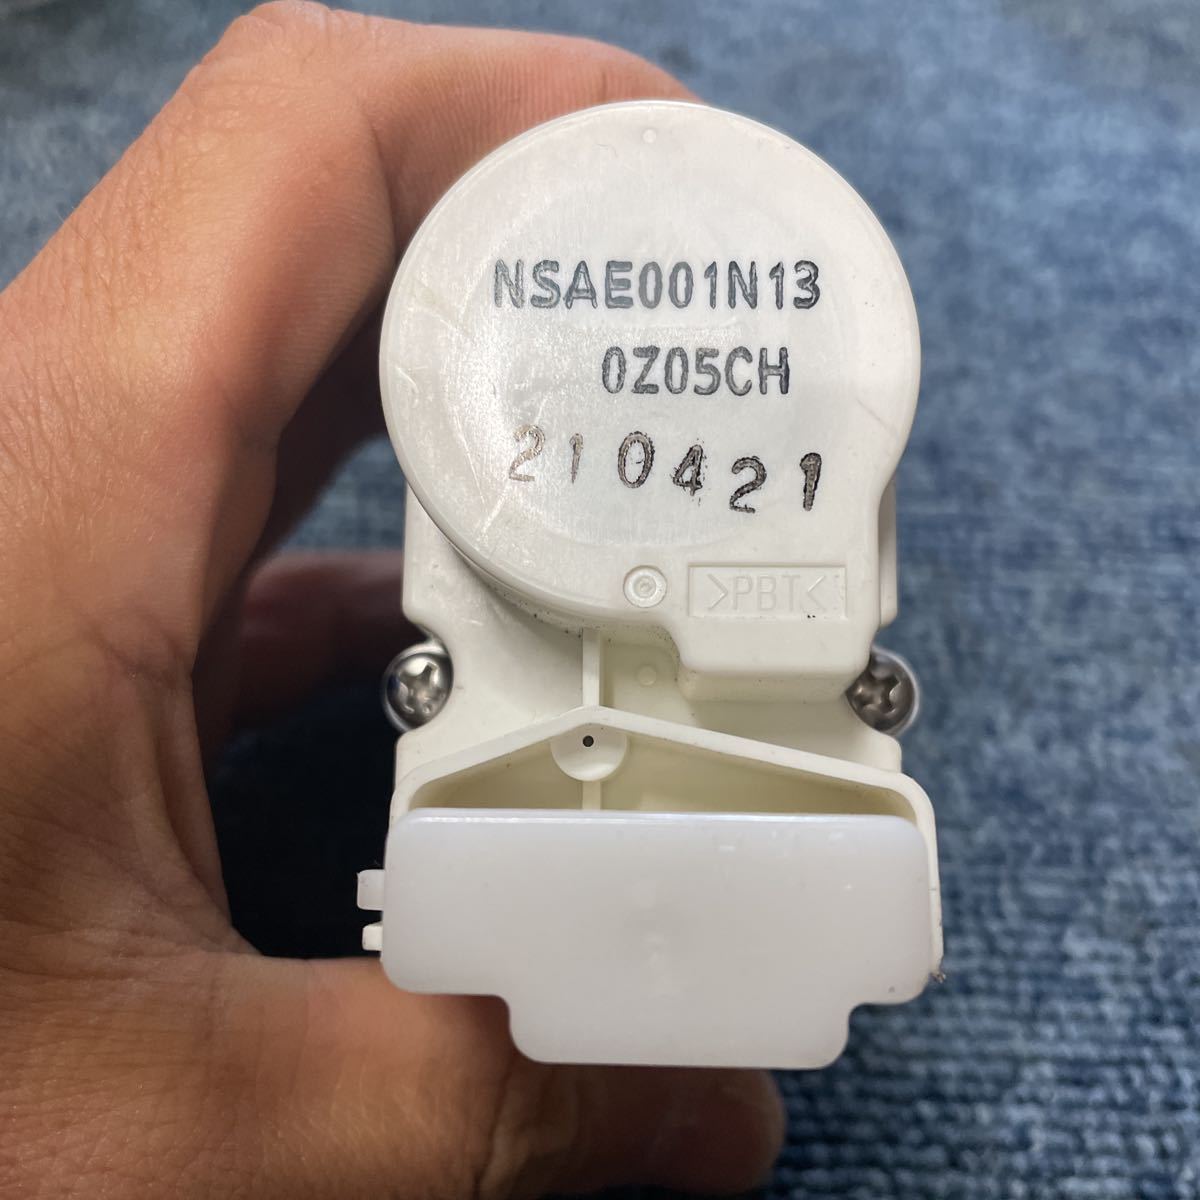 NSAE001N13
0Z05CH
210421
>PBT<